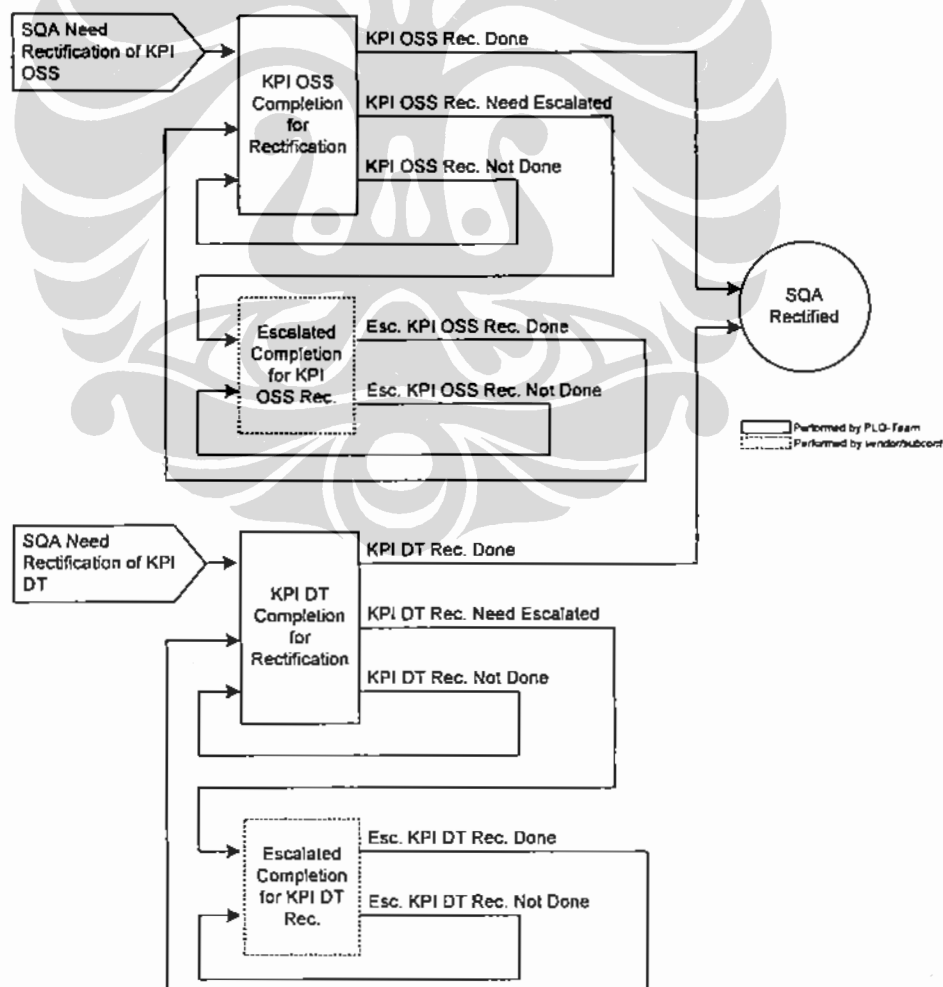 SQA Need
Rectification of KPI
OSS
KPI OSS
Completion
for
Rectification
KPI OSS Rec. Done
KPI OSS Rec. Need Escalated
KPI OSS Rec. Not Done
SQA
Rectified
Escalated
Completion
for KPI
OSS Rec.
Esc. KPI OSS Rec. Done
Esc. KPI OSS Rec. Not Done
Performed by PLO-Team
Performed by vendor/subcont
SQA Need
Rectification of KPI
DT
KPI DT
Completion
for
Rectification
KPI DT Rec. Done
KPI DT Rec. Need Escalated
KPI DT Rec. Not Done
Escalated
Completion
for KPI DT
Rec.
Esc. KPI DT Rec. Done
Esc. KPI DT Rec. Not Done